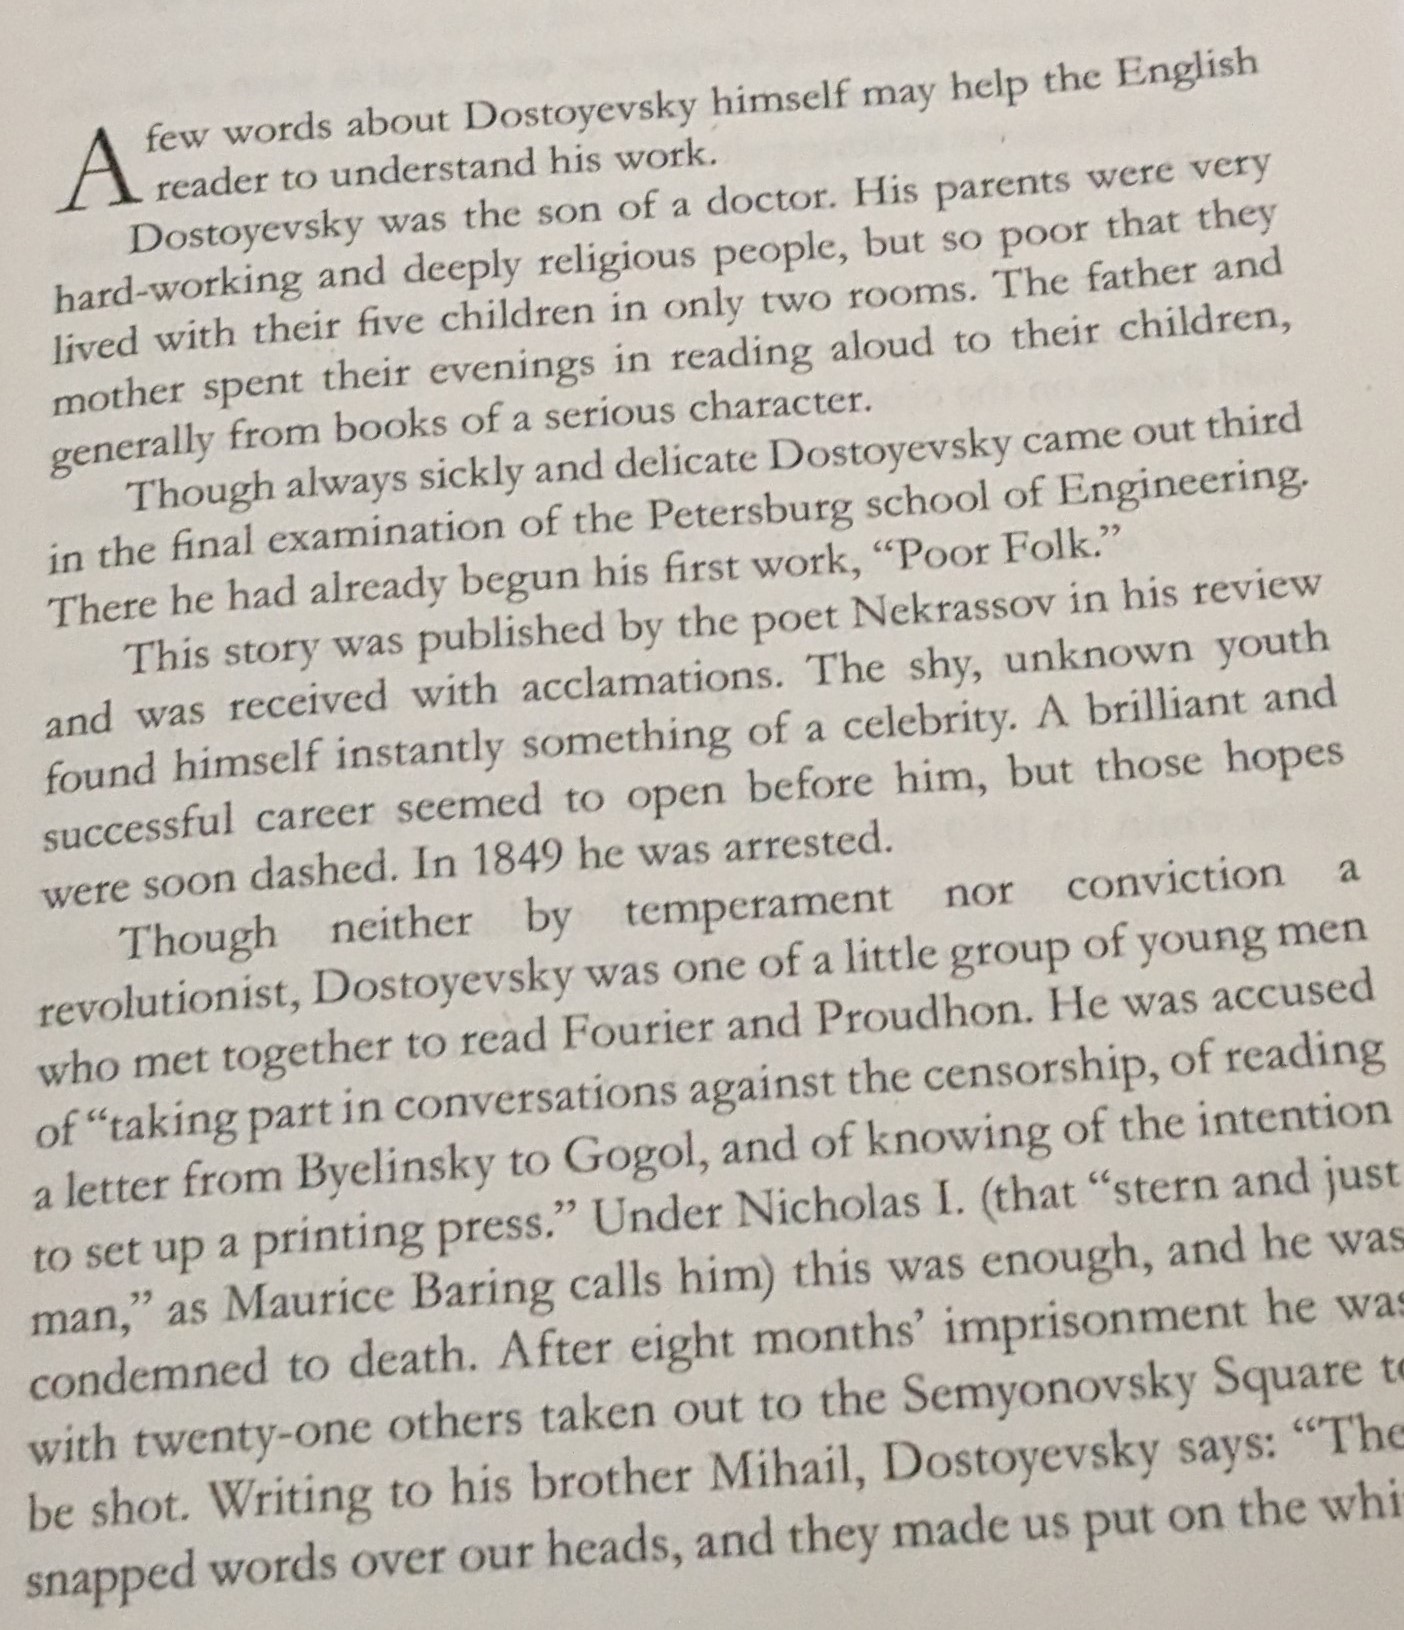 A few words about Dostoyevsky himself may help the English
reader to understand his work.
Dostoyevsky was the son of a doctor. His parents were very
hard-working and deeply religious people, but so poor that they
lived with their five children in only two rooms. The father and
mother spent their evenings in reading aloud to their children,
generally from books of a serious character.
Though always sickly and delicate Dostoyevsky came out third
in the final examination of the Petersburg school of Engineering.
There he had already begun his first work, “Poor Folk.”
This story was published by the poet Nekrassov in his review
and was received with acclamations. The shy, unknown youth
found himself instantly something of a celebrity. A brilliant and
successful career seemed to open before him, but those hopes
were soon dashed. In 1849 he was arrested.
Though neither by temperament nor conviction a
revolutionist, Dostoyevsky was one of a little group of young men
who met together to read Fourier and Proudhon. He was accused
of “taking part in conversations against the censorship, of reading
a letter from Byelinsky to Gogol, and of knowing of the intention
to set up a printing press.” Under Nicholas I. (that “stern and just
man,” as Maurice Baring calls him) this was enough, and he was
condemned to death. After eight months’ imprisonment he was
with twenty-one others taken out to the Semyonovsky Square to
be shot. Writing to his brother Mihail, Dostoyevsky says: “The
snapped words over our heads, and they made us put on the whi